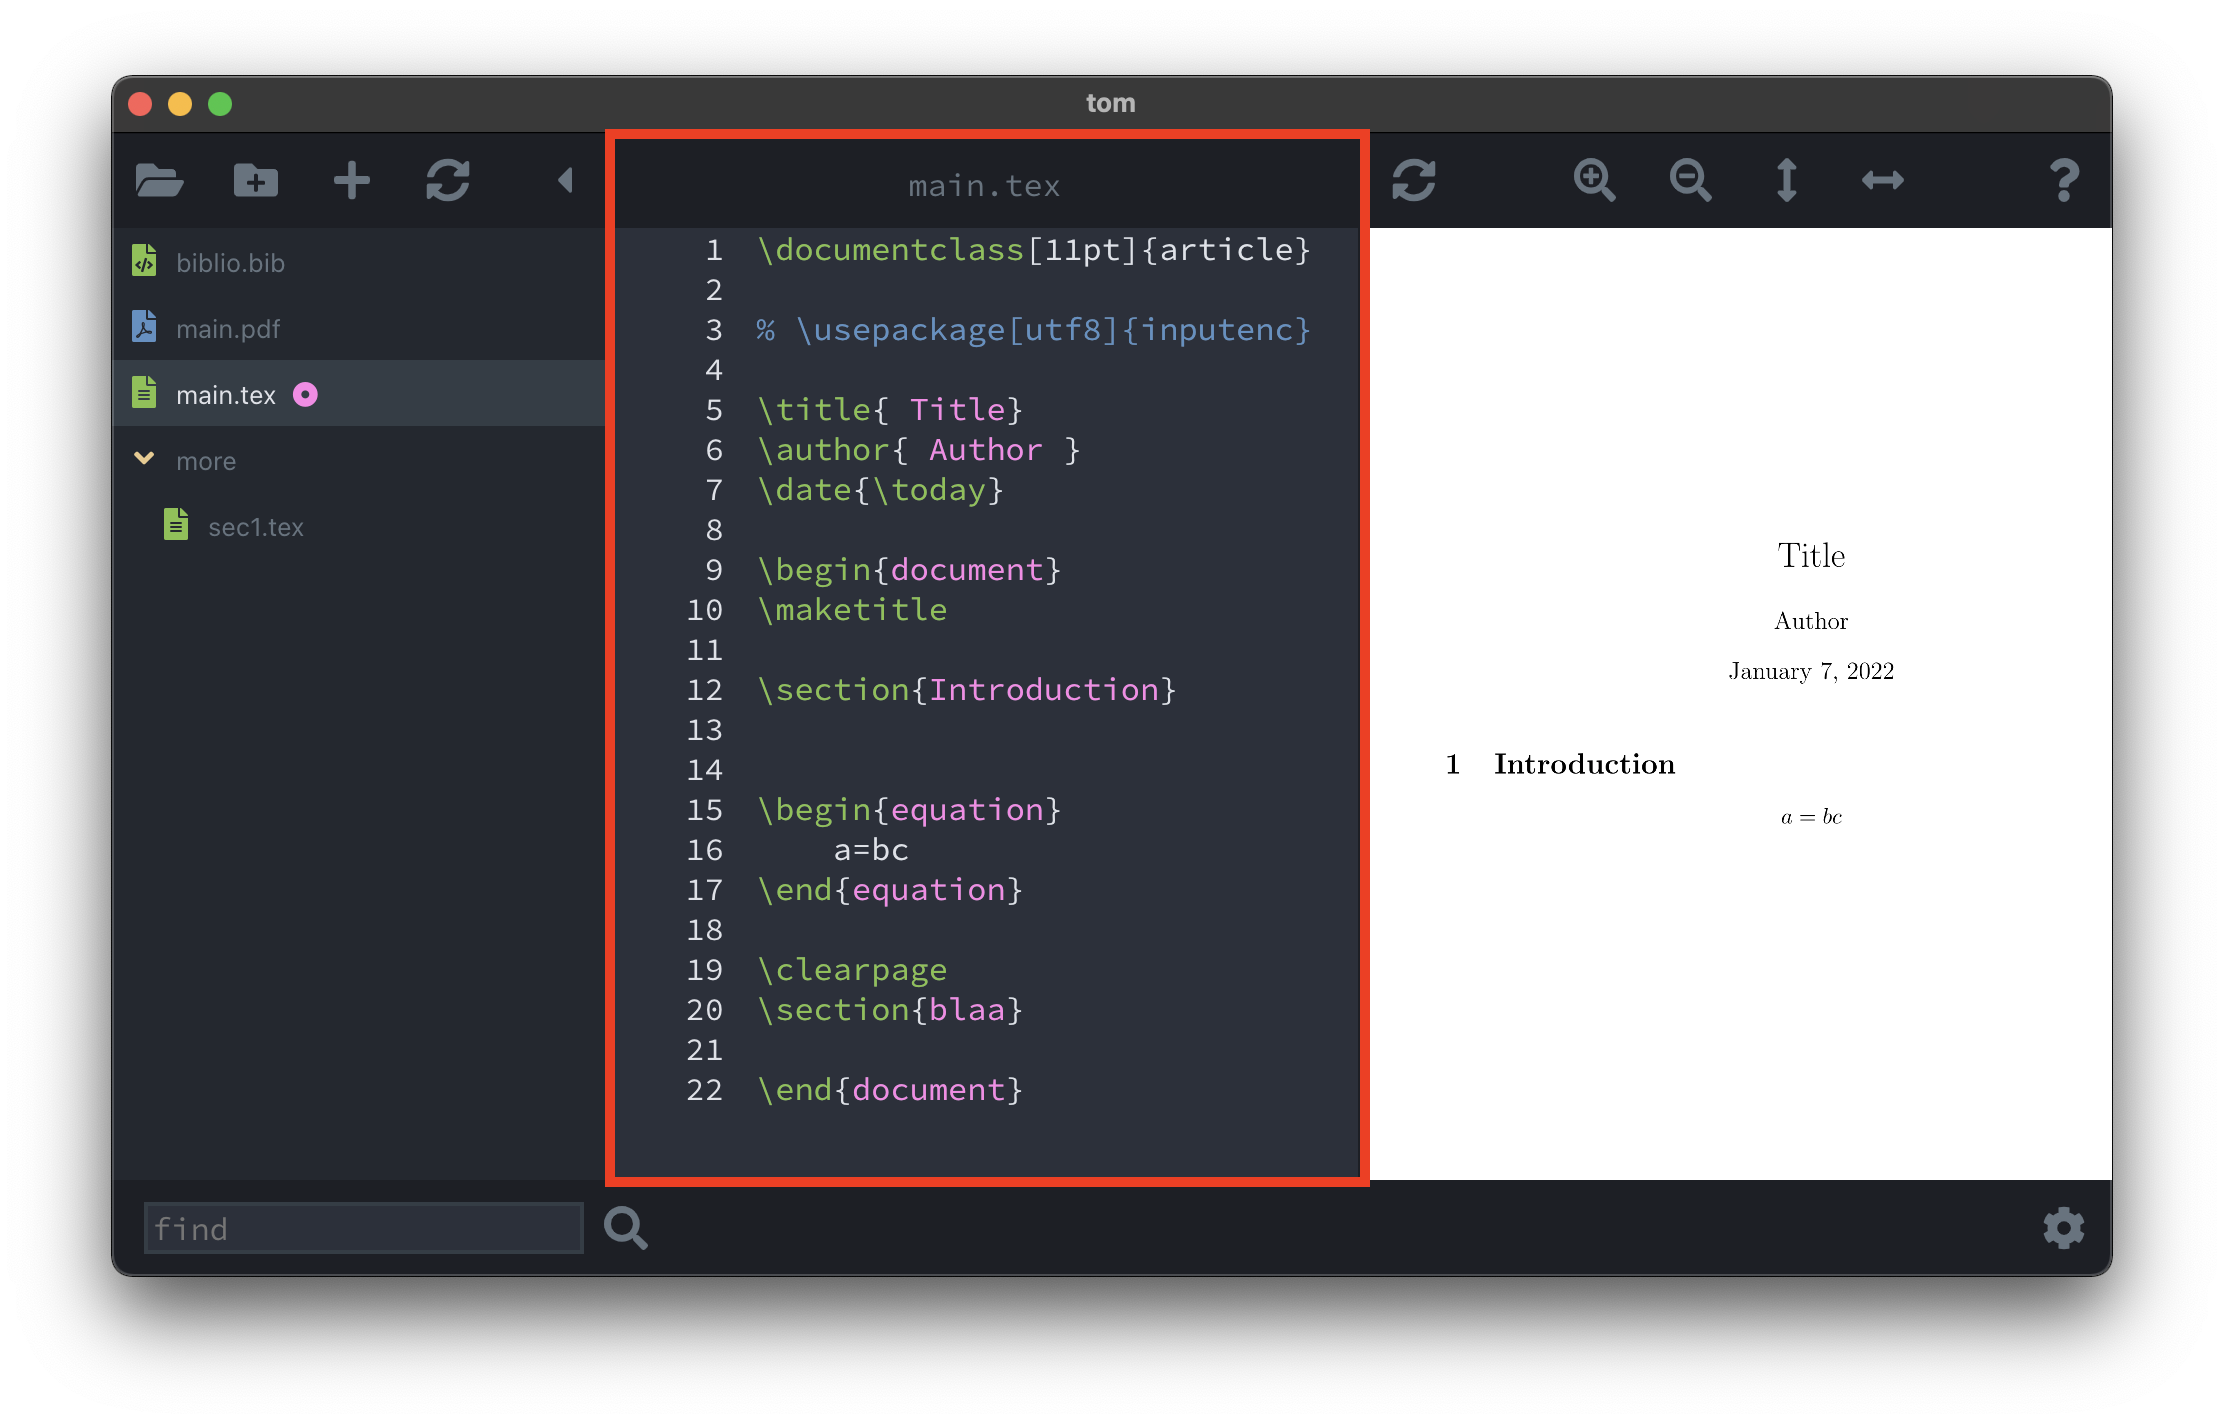 tom
biblio.bib
main.pdf
main.tex
more
sec1.tex
find
main.tex
1 \documentclass[11pt]{article}
2
3 % \usepackage[utf8]{inputenc}
4
5 \title{ Title}
6 \author{ Author }
7 \date{\today}
8
9 \begin{document}
10 \maketitle
11
12 \section{Introduction}
13
14
15 \begin{equation}
16     a=bc
17 \end{equation}
18
19 \clearpage
20 \section{blaa}
21
22 \end{document}
Title
Author
January 7, 2022
1 Introduction
a = bc